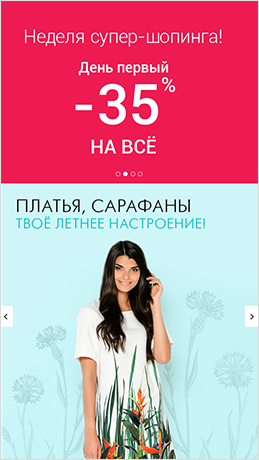 Неделя супер-шопинга!
День первый
-35%
НА ВСЁ
ПЛАТЬЯ, САРАФАНЫ
ТВОЁ ЛЕТНЕЕ НАСТРОЕНИЕ!